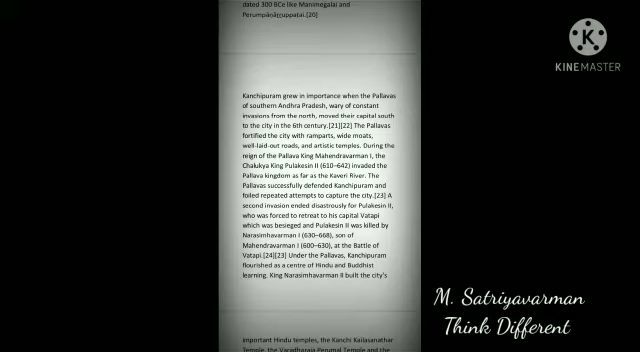 dated 300 BCe like Manimegalai and
Perumpāṇāṟṟuppaṭai.[20]
Kanchipuram grew in importance when the Pallavas
of southern Andhra Pradesh, wary of constant
invasions from the north, moved their capital south
to the city in the 6th century.[21][22] The Pallavas
fortified the city with ramparts, wide moats,
well-laid-out roads, and artistic temples. During the
reign of the Pallava King Mahendravarman I, the
Chalukya King Pulakesin II (610–642) invaded the
Pallava kingdom as far as the Kaveri River. The
Pallavas successfully defended Kanchipuram and
foiled repeated attempts to capture the city.[23] A
second invasion ended disastrously for Pulakesin II,
who was forced to retreat to his capital Vatapi
which was besieged and Pulakesin II was killed by
Narasimhavarman I (630–668), son of
Mahendravarman I (600–630), at the Battle of
Vatapi.[24][23] Under the Pallavas, Kanchipuram
flourished as a centre of Hindu and Buddhist
learning. King Narasimhavarman II built the city's
important Hindu temples, the Kanchi Kailasanathar
Temple, the Varadharaja Perumal Temple and the
K
KINEMASTER
M. Satriyavarman
Think Different